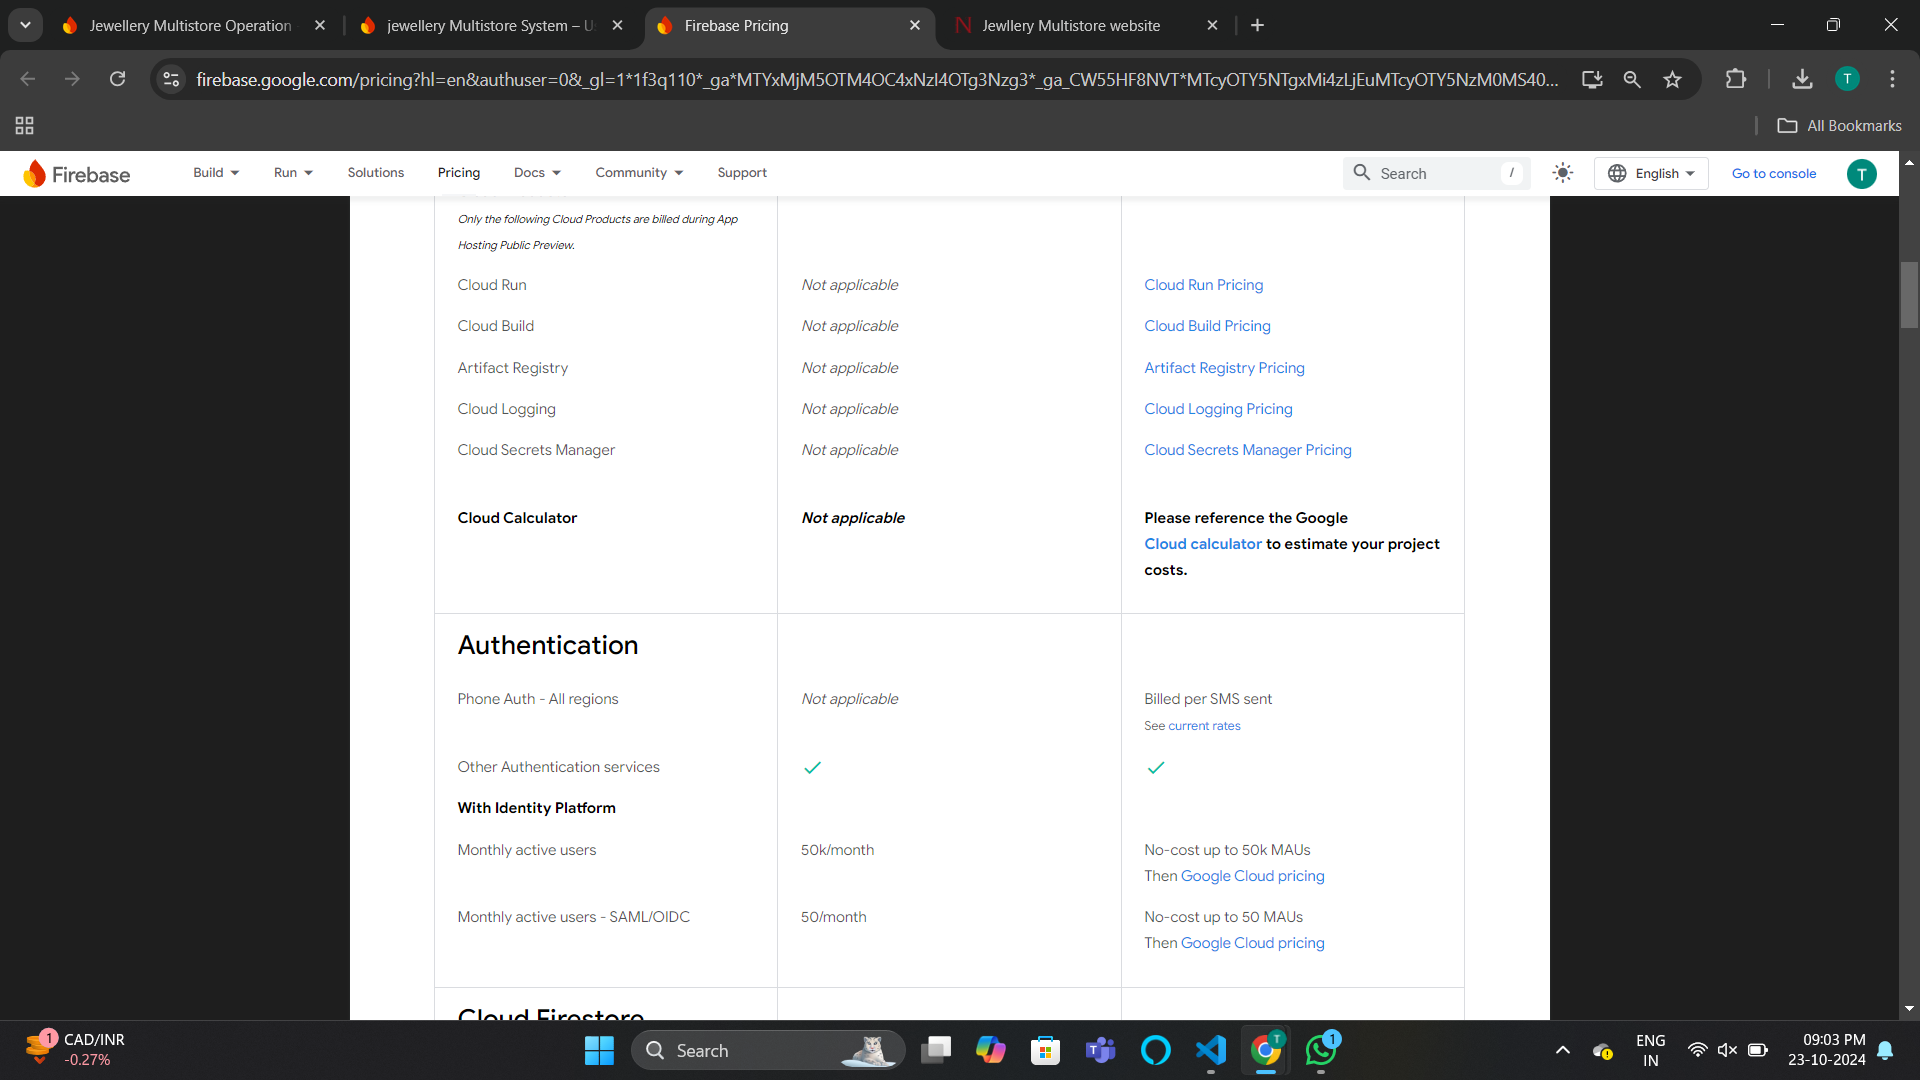 Jewellery Multistore Operation
jewellery Multistore System – U
Firebase Pricing
Jewllery Multistore website
firebase.google.com/pricing?hl=en&authuser=0&_gl=1*1f3q110*_ga*MTYxMjM5OTM4OC4xNzI4OTg3Nzg3*_ga_CW55HF8NVT*MTcyOTY5NTgxMi4zLjEuMTcyOTY5NzM0MS400...
T
All Bookmarks
Firebase
Build
Run
Solutions
Pricing
Docs
Community
Support
Search
/
English
Go to console
T
Only the following Cloud Products are billed during App
Hosting Public Preview.
Cloud Run
Not applicable
Cloud Run Pricing
Cloud Build
Not applicable
Cloud Build Pricing
Artifact Registry
Not applicable
Artifact Registry Pricing
Cloud Logging
Not applicable
Cloud Logging Pricing
Cloud Secrets Manager
Not applicable
Cloud Secrets Manager Pricing
Cloud Calculator
Not applicable
Please reference the Google
Cloud calculator to estimate your project
costs.
Authentication
Phone Auth - All regions
Not applicable
Billed per SMS sent
See current rates
Other Authentication services
With Identity Platform
Monthly active users
50k/month
No-cost up to 50k MAUs
Then Google Cloud pricing
Monthly active users - SAML/OIDC
50/month
No-cost up to 50 MAUs
Then Google Cloud pricing
Cloud Firestore
1
CAD/INR
-0.27%
Search
T
1
ENG
IN
09:03 PM
23-10-2024